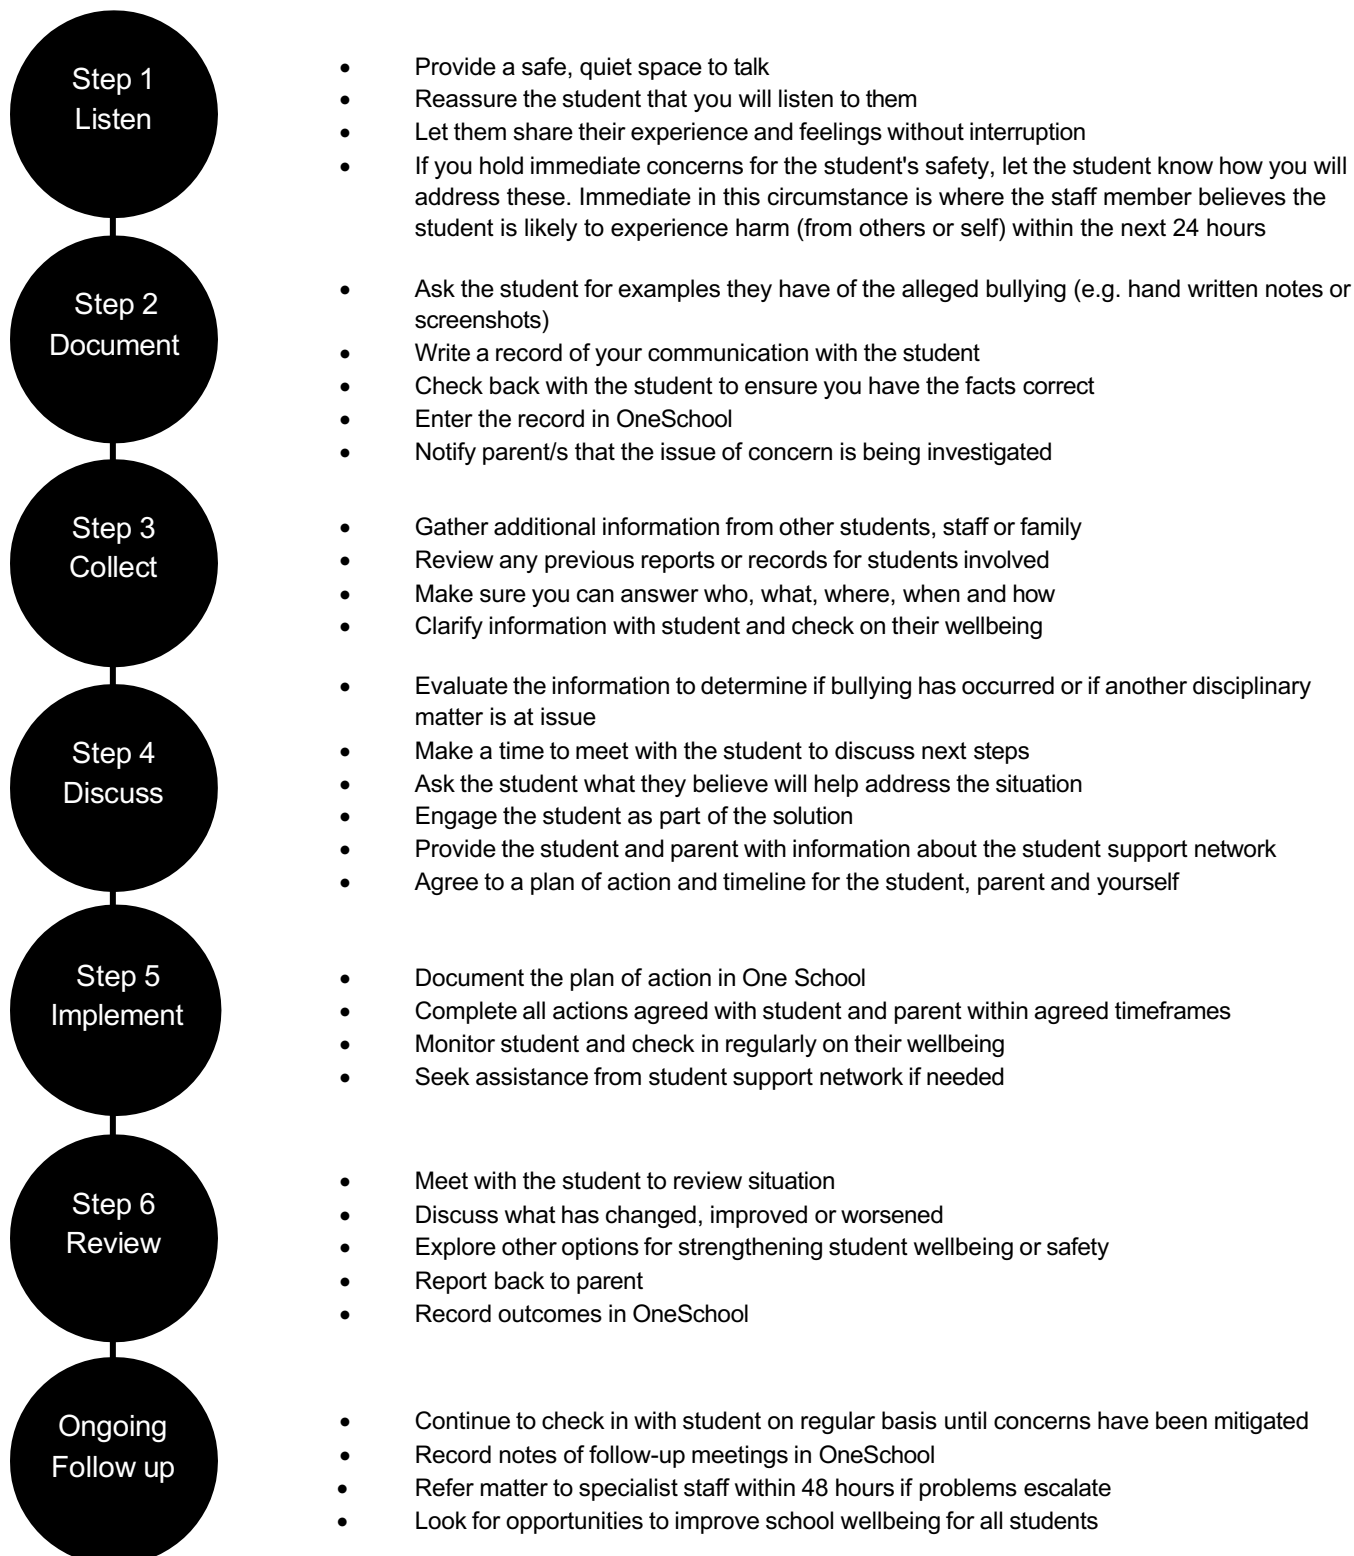 Step 1
Listen
• Provide a safe, quiet space to talk
• Reassure the student that you will listen to them
• Let them share their experience and feelings without interruption
• If you hold immediate concerns for the student's safety, let the student know how you will
address these. Immediate in this circumstance is where the staff member believes the
student is likely to experience harm (from others or self) within the next 24 hours
Step 2
Document
• Ask the student for examples they have of the alleged bullying (e.g. hand written notes or
screenshots)
• Write a record of your communication with the student
• Check back with the student to ensure you have the facts correct
• Enter the record in OneSchool
• Notify parent/s that the issue of concern is being investigated
Step 3
Collect
• Gather additional information from other students, staff or family
• Review any previous reports or records for students involved
• Make sure you can answer who, what, where, when and how
• Clarify information with student and check on their wellbeing
Step 4
Discuss
• Evaluate the information to determine if bullying has occurred or if another disciplinary
matter is at issue
• Make a time to meet with the student to discuss next steps
• Ask the student what they believe will help address the situation
• Engage the student as part of the solution
• Provide the student and parent with information about the student support network
• Agree to a plan of action and timeline for the student, parent and yourself
Step 5
Implement
• Document the plan of action in One School
• Complete all actions agreed with student and parent within agreed timeframes
• Monitor student and check in regularly on their wellbeing
• Seek assistance from student support network if needed
Step 6
Review
• Meet with the student to review situation
• Discuss what has changed, improved or worsened
• Explore other options for strengthening student wellbeing or safety
• Report back to parent
• Record outcomes in OneSchool
Ongoing
Follow up
• Continue to check in with student on regular basis until concerns have been mitigated
• Record notes of follow-up meetings in OneSchool
• Refer matter to specialist staff within 48 hours if problems escalate
• Look for opportunities to improve school wellbeing for all students